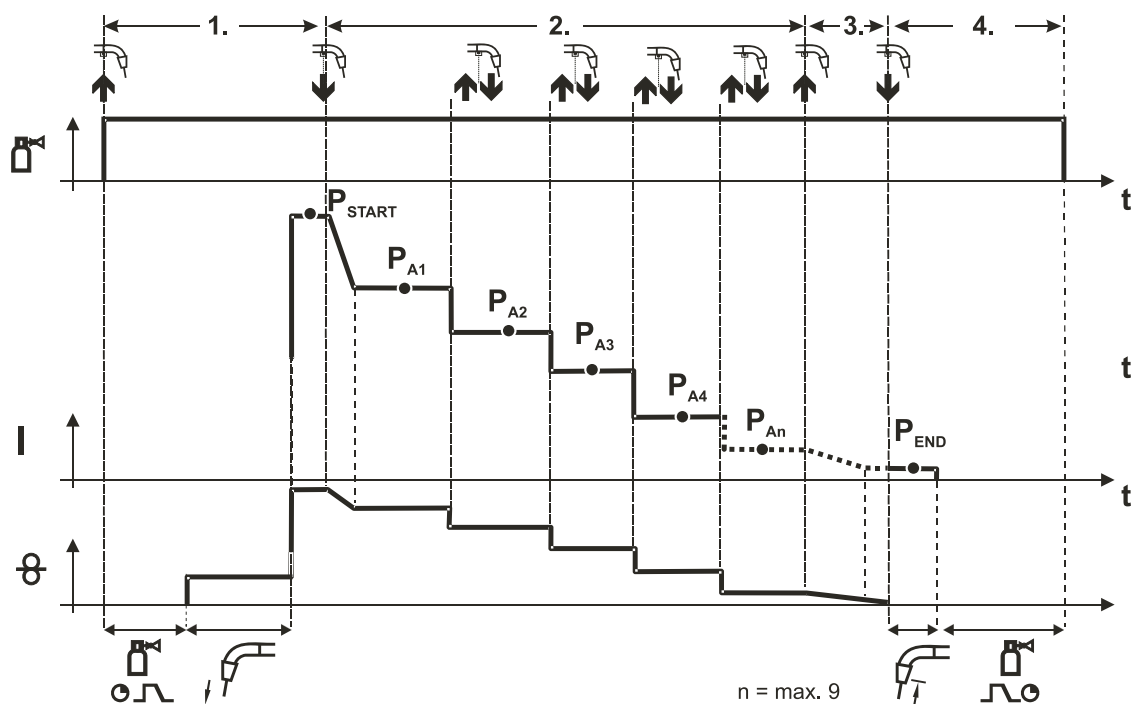 1. 2. 3. 4.
t
P START
P A1
P A2
P A3
t
P A4
P An
P END
I
t
n = max. 9